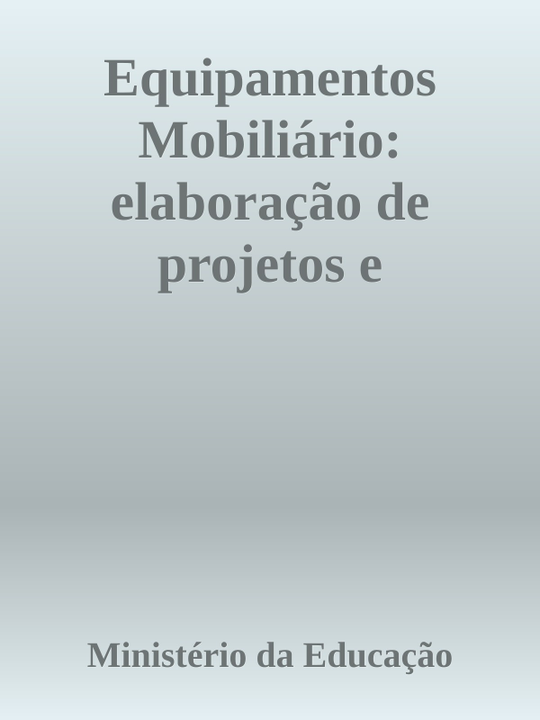 Equipamentos
Mobiliário:
elaboração de
projetos e
Ministério da Educação